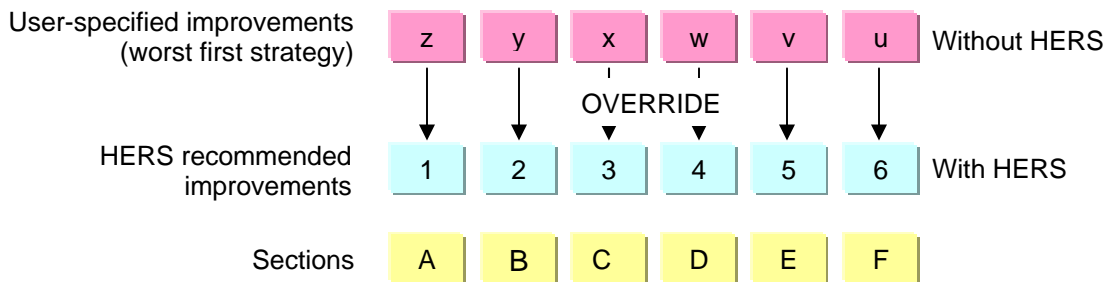 User-specified improvements
(worst first strategy)
z y x w v u
Without HERS
OVERRIDE
HERS recommended
improvements
1 2 3 4 5 6
With HERS
Sections
A B C D E F